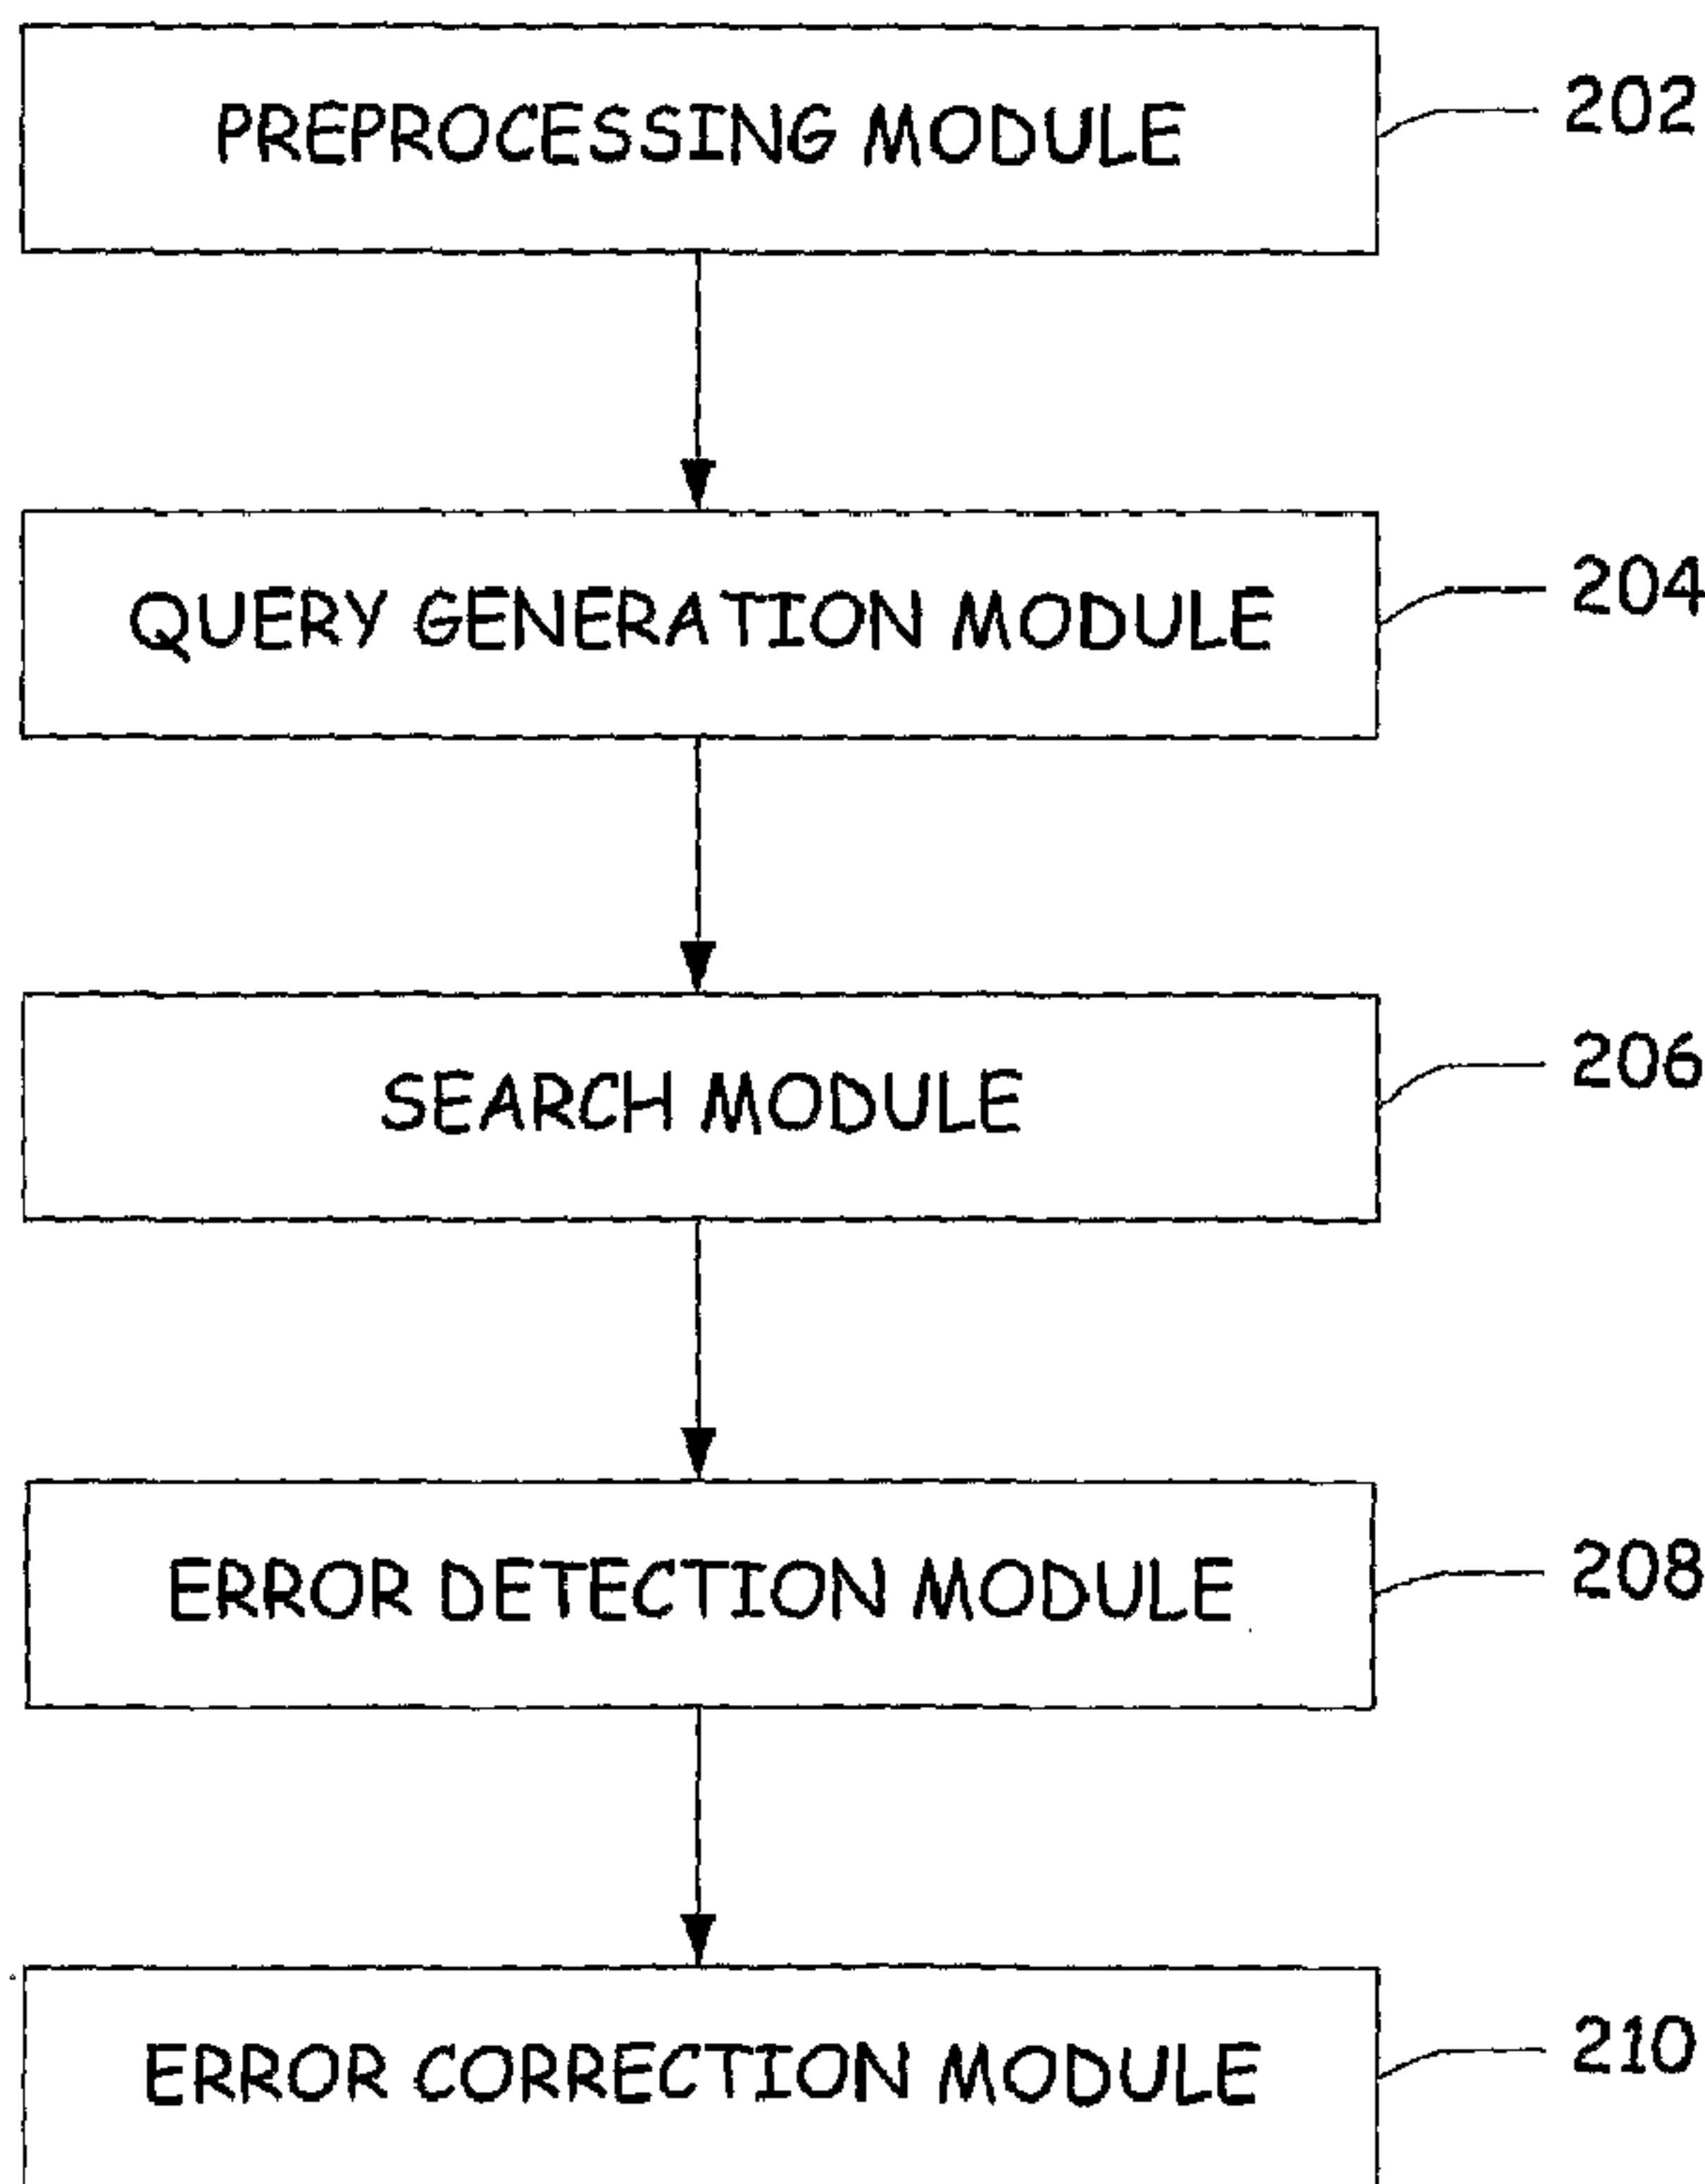 PREPROCESSING MODULE
202
QUERY GENERATION MODULE
204
SEARCH MODULE
206
ERROR DETECTION MODULE
208
ERROR CORRECTION MODULE
210